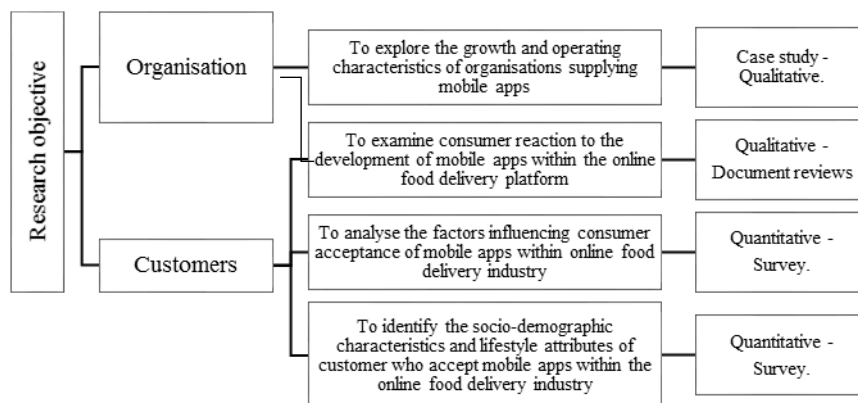 Research objective
Organisation
To explore the growth and operating
characteristics of organisations supplying
mobile apps
Case study -
Qualitative.
To examine consumer reaction to the
development of mobile apps within the online
food delivery platform
Qualitative -
Document reviews
Customers
To analyse the factors influencing consumer
acceptance of mobile apps within online food
delivery industry
Quantitative -
Survey.
To identify the socio-demographic
characteristics and lifestyle attributes of
customer who accept mobile apps within the
online food delivery industry
Quantitative -
Survey.